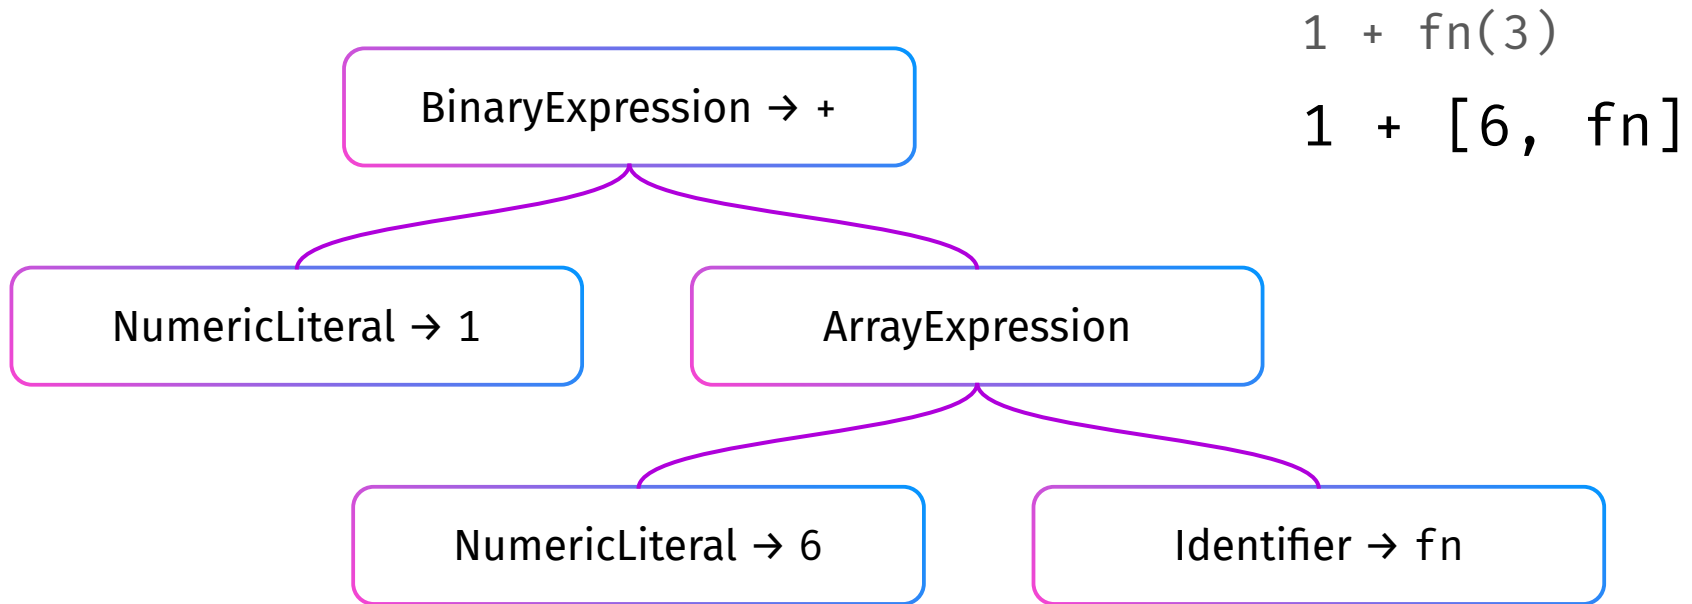 1 + fn(3)
BinaryExpression → +
1 + [6, fn]
NumericLiteral → 1
ArrayExpression
NumericLiteral → 6
Identifier → fn